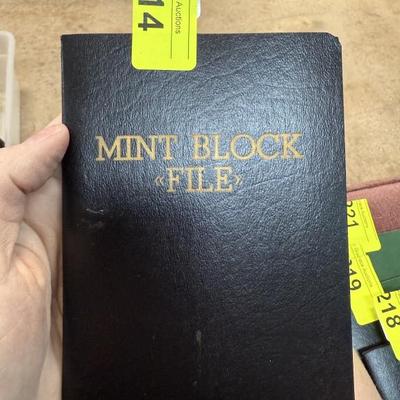 Auctions
14
MINT BLOCK
«FILE»
221
219
218